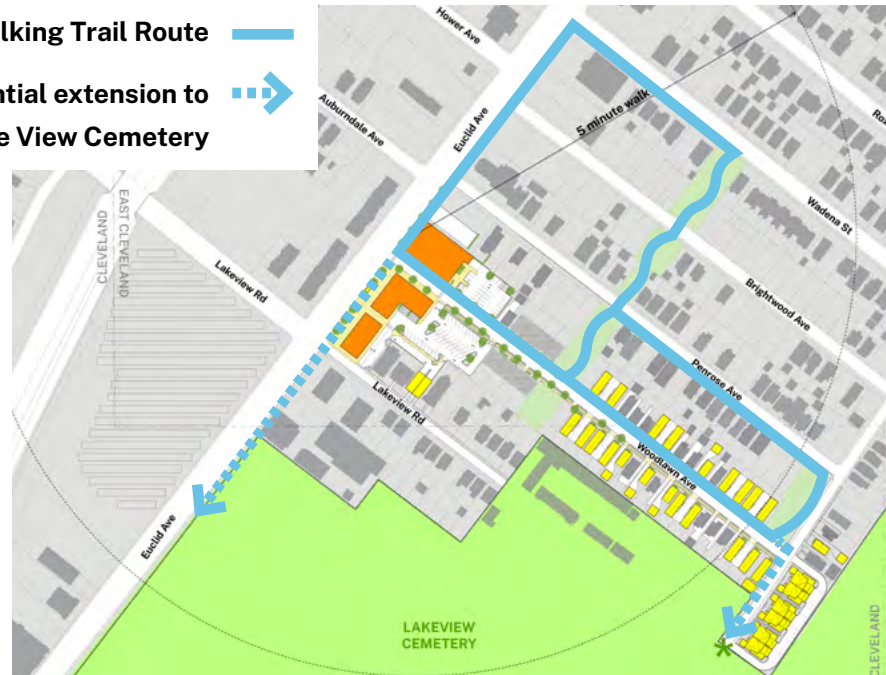 lking Trail Route
ntial extension to
e View Cemetery
Hower Ave
Auburndale Ave
Euclid Ave
5 minute walk
Rox
Wadena St
EAST CLEVELAND
CLEVELAND
Lakeview Rd
Brightwood Ave
Penrose Ave
Lakeview Rd
Woodlawn Ave
Euclid Ave
LAKEVIEW
CEMETERY
CLEVELAND